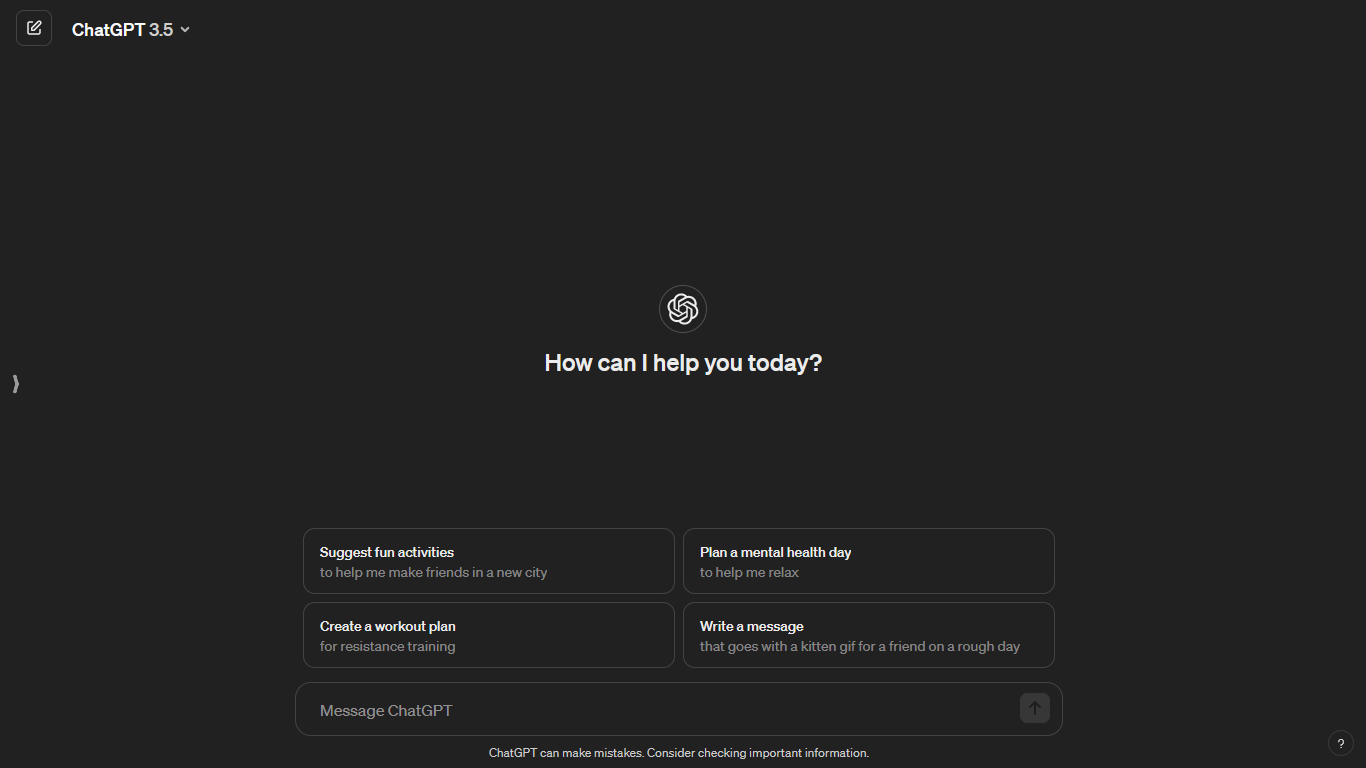 ChatGPT 3.5
How can I help you today?
Suggest fun activities
to help me make friends in a new city
Plan a mental health day
to help me relax
Create a workout plan
for resistance training
Write a message
that goes with a kitten gif for a friend on a rough day
Message ChatGPT
ChatGPT can make mistakes. Consider checking important information.
?